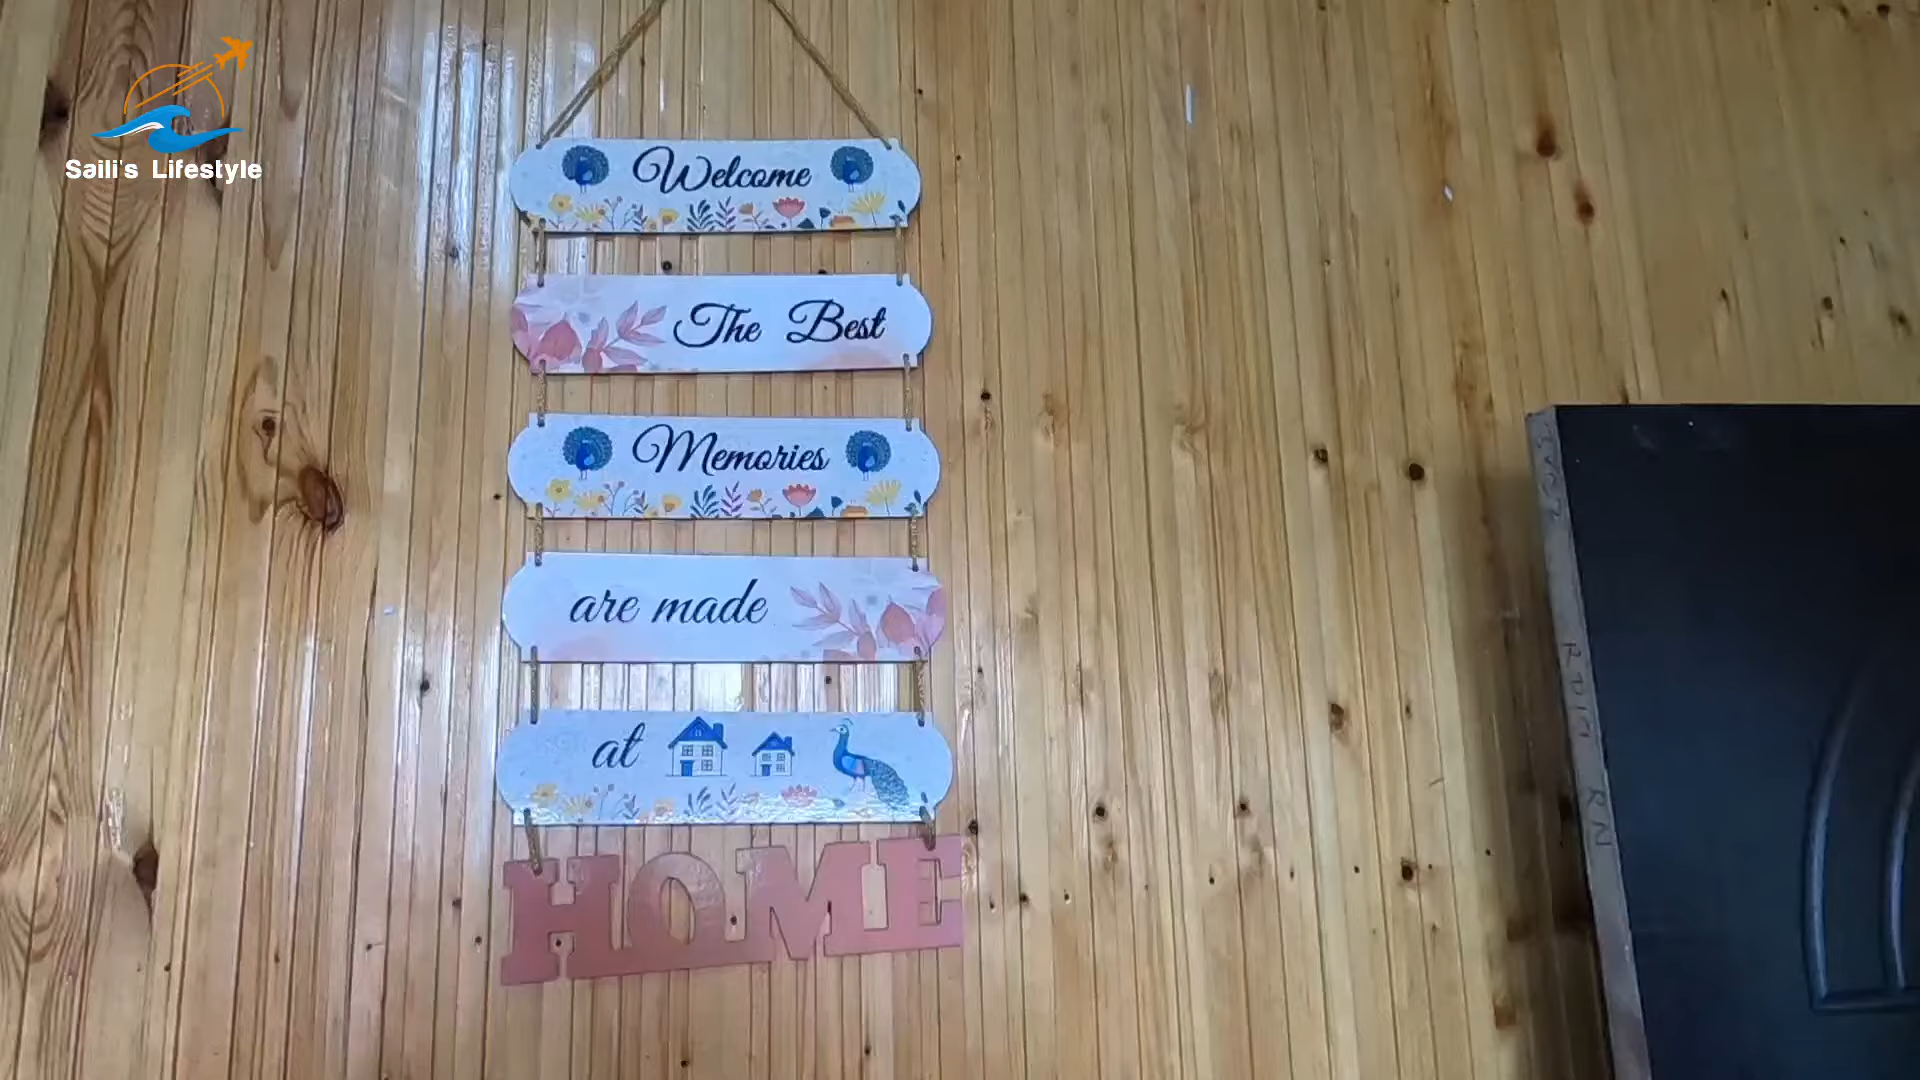 Saili's Lifestyle
Welcome
The Best
Memories
are made
at
HOME